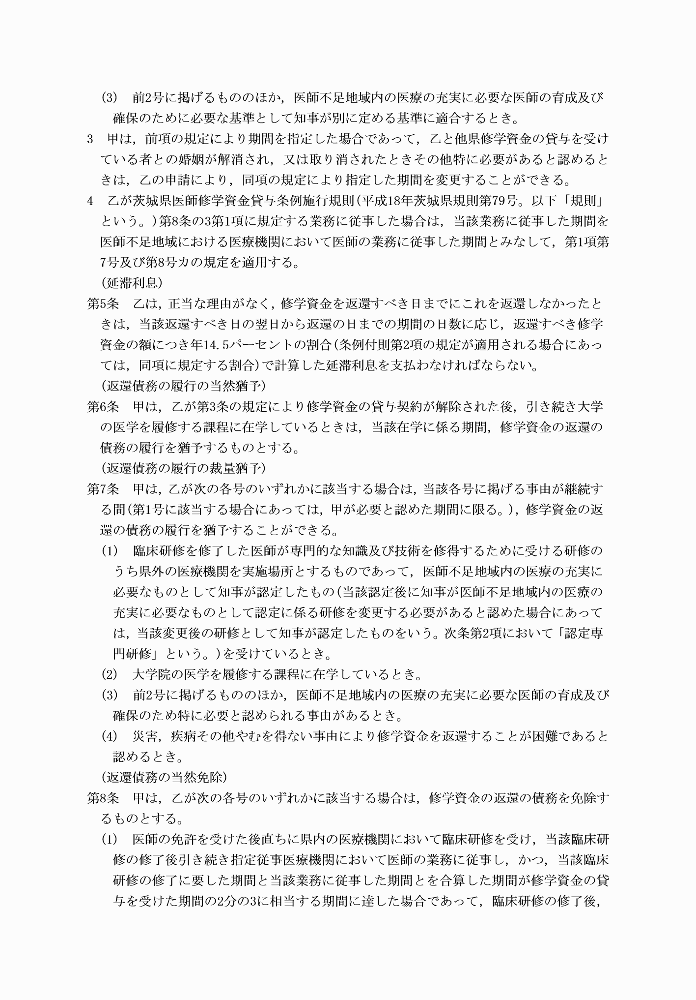 (3)　前2号に掲げるもののほか，医師不足地域内の医療の充実に必要な医師の育成及び
確保のために必要な基準として知事が別に定める基準に適合するとき。
3　甲は，前項の規定により期間を指定した場合であって，乙と他県修学資金の貸与を受け
ている者との婚姻が解消され，又は取り消されたときその他特に必要があると認めると
きは，乙の申請により，同項の規定により指定した期間を変更することができる。
4　乙が茨城県医師修学資金貸与条例施行規則(平成18年茨城県規則第79号。以下「規則」
という。)第8条の3第1項に規定する業務に従事した場合は，当該業務に従事した期間を
医師不足地域における医療機関において医師の業務に従事した期間とみなして，第1項第
7号及び第8号カの規定を適用する。
(延滞利息)
第5条　乙は，正当な理由がなく，修学資金を返還すべき日までにこれを返還しなかったと
きは，当該返還すべき日の翌日から返還の日までの期間の日数に応じ，返還すべき修学
資金の額につき年14.5パーセントの割合(条例付則第2項の規定が適用される場合にあっ
ては，同項に規定する割合)で計算した延滞利息を支払わなければならない。
(返還債務の履行の当然猶予)
第6条　甲は，乙が第3条の規定により修学資金の貸与契約が解除された後，引き続き大学
の医学を履修する課程に在学しているときは，当該在学に係る期間，修学資金の返還の
債務の履行を猶予するものとする。
(返還債務の履行の裁量猶予)
第7条　甲は，乙が次の各号のいずれかに該当する場合は，当該各号に掲げる事由が継続す
る間(第1号に該当する場合にあっては，甲が必要と認めた期間に限る。)，修学資金の返
還の債務の履行を猶予することができる。
(1)　臨床研修を修了した医師が専門的な知識及び技術を修得するために受ける研修の
うち県外の医療機関を実施場所とするものであって，医師不足地域内の医療の充実に
必要なものとして知事が認定したもの(当該認定後に知事が医師不足地域内の医療の
充実に必要なものとして認定に係る研修を変更する必要があると認めた場合にあって
は，当該変更後の研修として知事が認定したものをいう。次条第2項において「認定専
門研修」という。)を受けているとき。
(2)　大学院の医学を履修する課程に在学しているとき。
(3)　前2号に掲げるもののほか，医師不足地域内の医療の充実に必要な医師の育成及び
確保のため特に必要と認められる事由があるとき。
(4)　災害，疾病その他やむを得ない事由により修学資金を返還することが困難であると
認めるとき。
(返還債務の当然免除)
第8条　甲は，乙が次の各号のいずれかに該当する場合は，修学資金の返還の債務を免除す
るものとする。
(1)　医師の免許を受けた後直ちに県内の医療機関において臨床研修を受け，当該臨床研
修の修了後引き続き指定従事医療機関において医師の業務に従事し，かつ，当該臨床
研修の修了に要した期間と当該業務に従事した期間とを合算した期間が修学資金の貸
与を受けた期間の2分の3に相当する期間に達した場合であって，臨床研修の修了後，